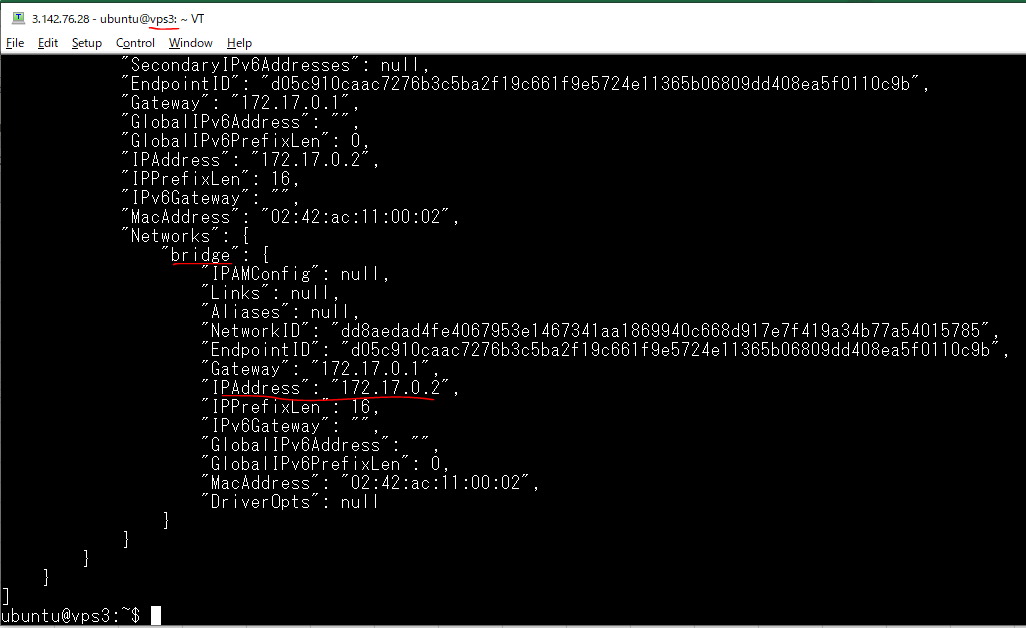 3.142.76.28 - ubuntu@vps3: ~ VT
File Edit Setup Control Window Help
"SecondaryIPv6Addresses": null,
"EndpointID": "d05c910caac7276b3c5ba2f19c661f9e5724e11365b06809dd408ea5f0110c9b",
"Gateway": "172.17.0.1",
"GlobalIPv6Address": "",
"GlobalIPv6PrefixLen": 0,
"IPAddress": "172.17.0.2",
"IPPrefixLen": 16,
"IPv6Gateway": "",
"MacAddress": "02:42:ac:11:00:02",
"Networks": {
"bridge": {
"IPAMConfig": null,
"Links": null,
"Aliases": null,
"NetworkID": "dd8aedad4fe4067953e1467341aa1869940c668d917e7f419a34b77a54015785",
"EndpointID": "d05c910caac7276b3c5ba2f19c661f9e5724e11365b06809dd408ea5f0110c9b",
"Gateway": "172.17.0.1",
"IPAddress": "172.17.0.2",
"IPPrefixLen": 16,
"IPv6Gateway": "",
"GlobalIPv6Address": "",
"GlobalIPv6PrefixLen": 0,
"MacAddress": "02:42:ac:11:00:02",
"DriverOpts": null
}
}
}
}
]
ubuntu@vps3:~$